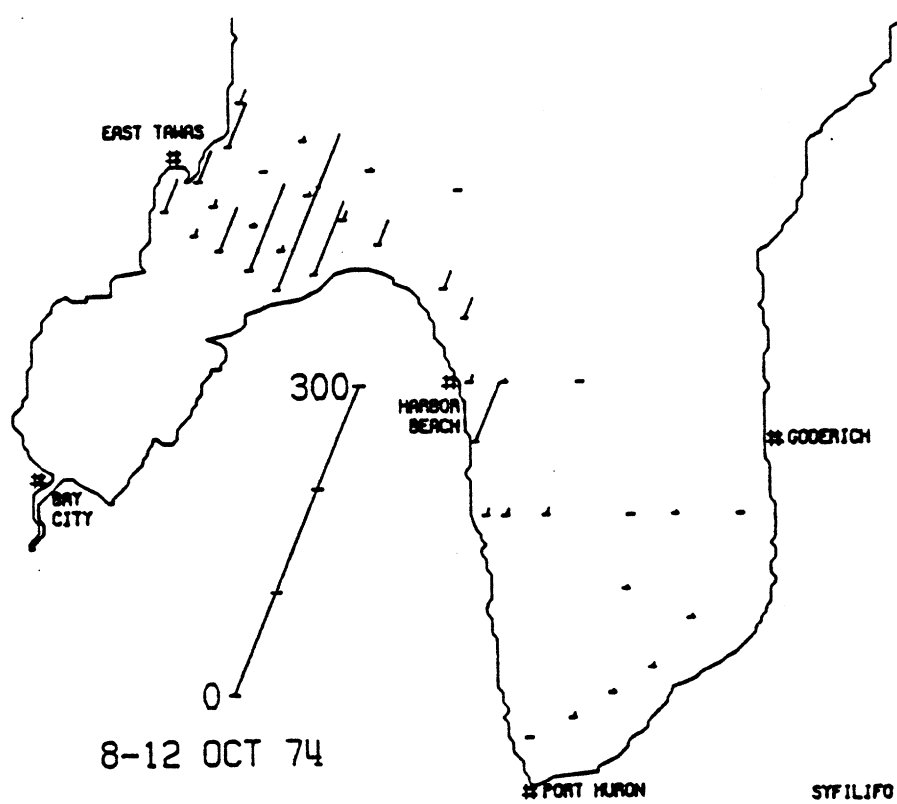 EAST TAWAS
300
HARBOR
BEACH
GODERICH
BAY
CITY
0
8-12 OCT 74
PORT HURON
SYFILIFO